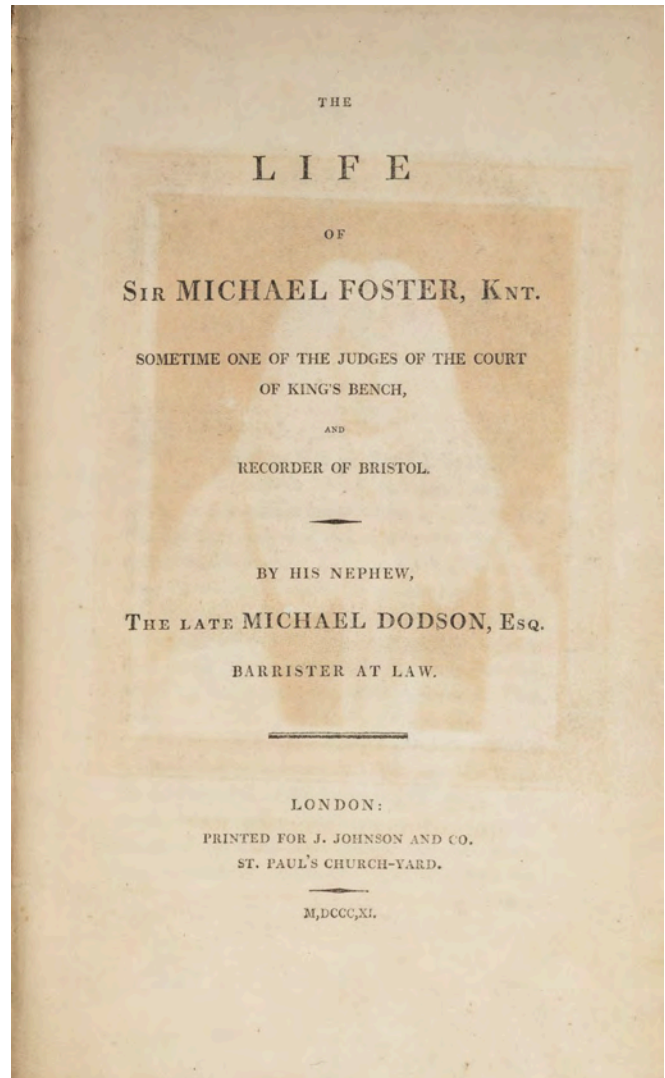 THE
LIFE
OF
SIR MICHAEL FOSTER, KNT.
SOMETIME ONE OF THE JUDGES OF THE COURT
OF KING'S BENCH,
AND
RECORDER OF BRISTOL.
BY HIS NEPHEW,
THE LATE MICHAEL DODSON, ESQ.
BARRISTER AT LAW.
LONDON:
PRINTED FOR J. JOHNSON AND CO.
ST. PAUL'S CHURCH-YARD.
M,DCCC,XI.